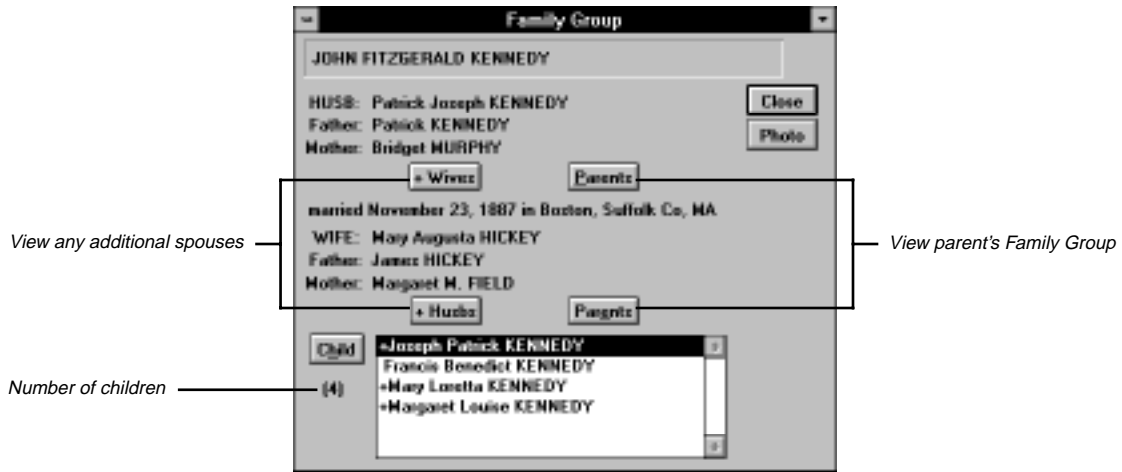 Family Group
JOHN FITZGERALD KENNEDY
HUSB: Patrick Joseph KENNEDY
Father: Patrick KENNEDY
Mother: Bridget MURPHY
Close
Photo
+ Wives
Parents
married November 23, 1887 in Boston, Suffolk Co, MA
View any additional spouses
View parent's Family Group
WIFE: Mary Augusta HICKEY
Father: James HICKEY
Mother: Margaret M. FIELD
+ Husbs
Parents
Child
+Joseph Patrick KENNEDY
Francis Benedict KENNEDY
Number of children
(4)
+Mary Loretta KENNEDY
+Margaret Louise KENNEDY